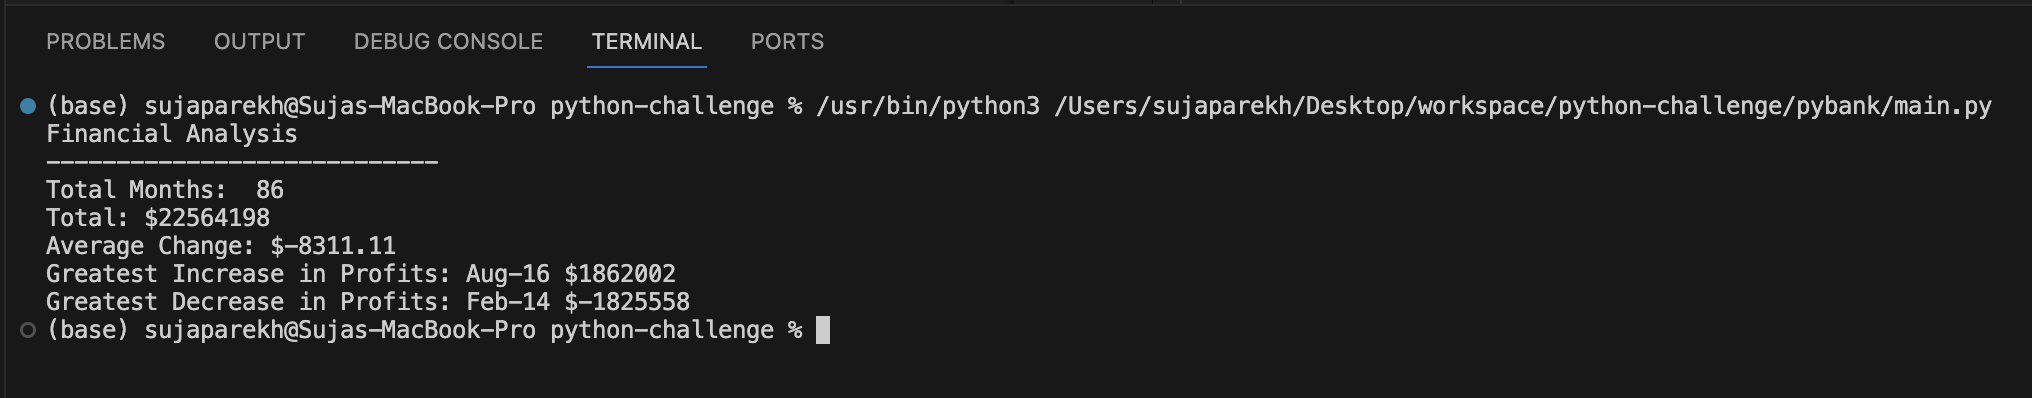 PROBLEMS OUTPUT DEBUG CONSOLE TERMINAL PORTS
(base) sujaparekh@Sujas-MacBook-Pro python-challenge % /usr/bin/python3 /Users/sujaparekh/Desktop/workspace/python-challenge/pybank/main.py
Financial Analysis
----------------------------
Total Months:  86
Total: $22564198
Average Change: $-8311.11
Greatest Increase in Profits: Aug-16 $1862002
Greatest Decrease in Profits: Feb-14 $-1825558
(base) sujaparekh@Sujas-MacBook-Pro python-challenge %